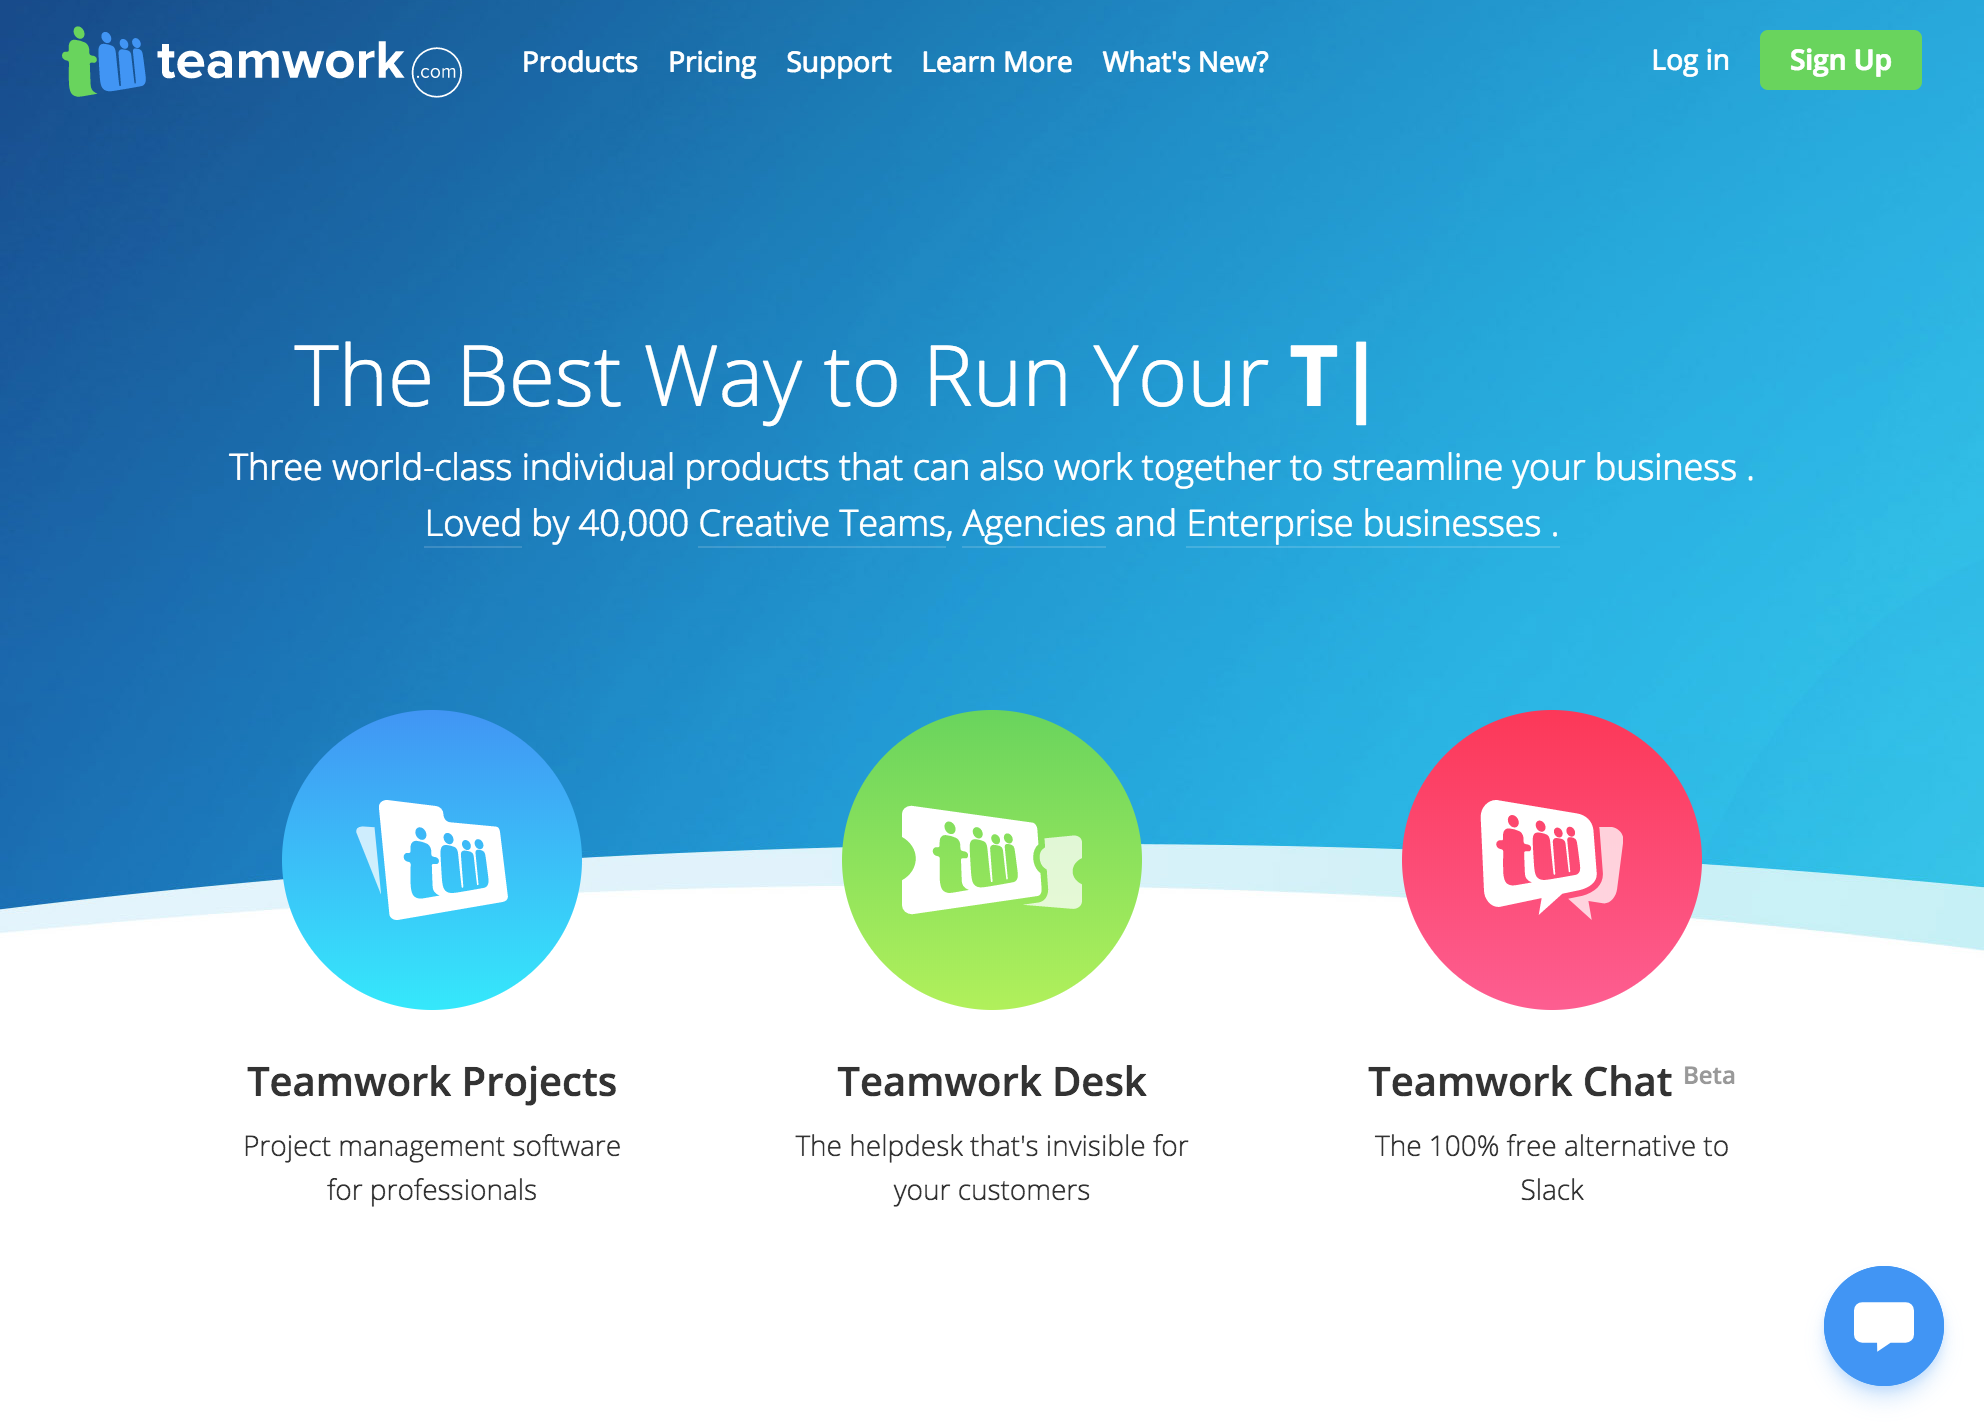 teamwork .com
Products Pricing Support Learn More What's New?
Log in Sign Up
The Best Way to Run Your T|
Three world-class individual products that can also work together to streamline your business .
Loved by 40,000 Creative Teams, Agencies and Enterprise businesses .
Teamwork Projects
Project management software
for professionals
Teamwork Desk
The helpdesk that's invisible for
your customers
Teamwork Chat Beta
The 100% free alternative to
Slack